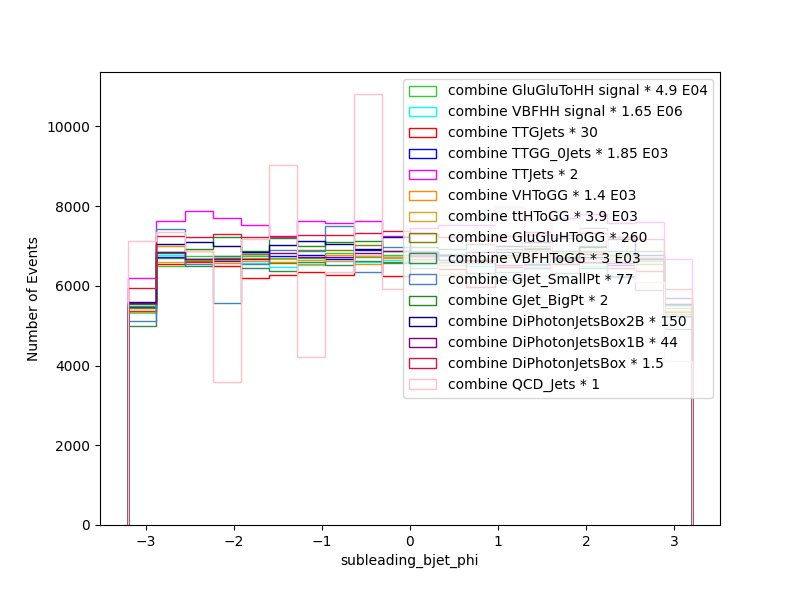 10000
8000
6000
4000
2000
0
Number of Events
−3
−2
−1
0
1
2
3
subleading_bjet_phi
combine GluGluToHH signal * 4.9 E04
combine VBFHH signal * 1.65 E06
combine TTGJets * 30
combine TTGG_0Jets * 1.85 E03
combine TTJets * 2
combine VHToGG * 1.4 E03
combine ttHToGG * 3.9 E03
combine GluGluHToGG * 260
combine VBFHToGG * 3 E03
combine GJet_SmallPt * 77
combine GJet_BigPt * 2
combine DiPhotonJetsBox2B * 150
combine DiPhotonJetsBox1B * 44
combine DiPhotonJetsBox * 1.5
combine QCD_Jets * 1